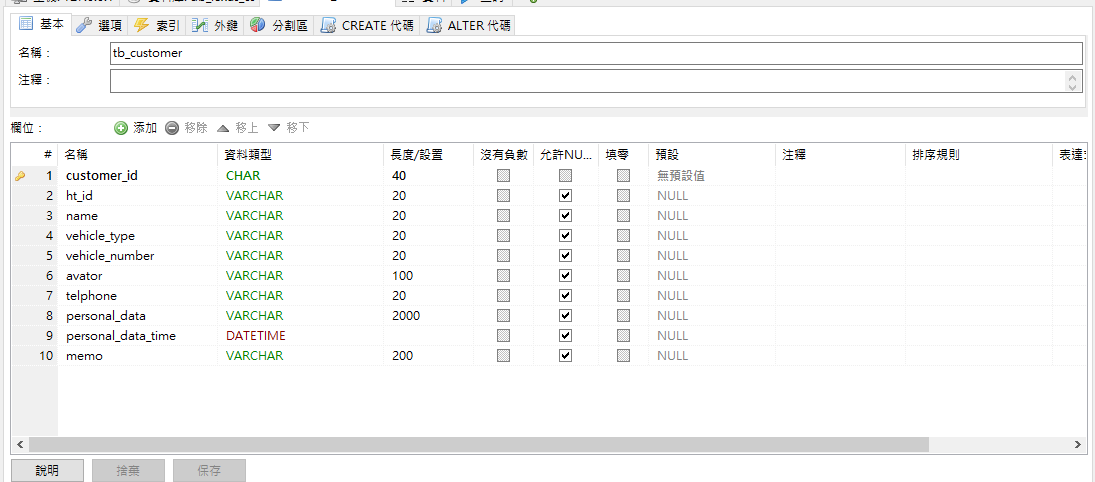 基本 選項 索引 外鍵 分割區 CREATE 代碼 ALTER 代碼
名稱： tb_customer
注釋：
欄位： 添加 移除 移上 移下
# 名稱 資料類型 長度/設置 沒有負數 允許NU... 填零 預設 注釋 排序規則
1 customer_id CHAR 40 無預設值
2 ht_id VARCHAR 20 NULL
3 name VARCHAR 20 NULL
4 vehicle_type VARCHAR 20 NULL
5 vehicle_number VARCHAR 20 NULL
6 avator VARCHAR 100 NULL
7 telphone VARCHAR 20 NULL
8 personal_data VARCHAR 2000 NULL
9 personal_data_time DATETIME NULL
10 memo VARCHAR 200 NULL
說明 捨棄 保存